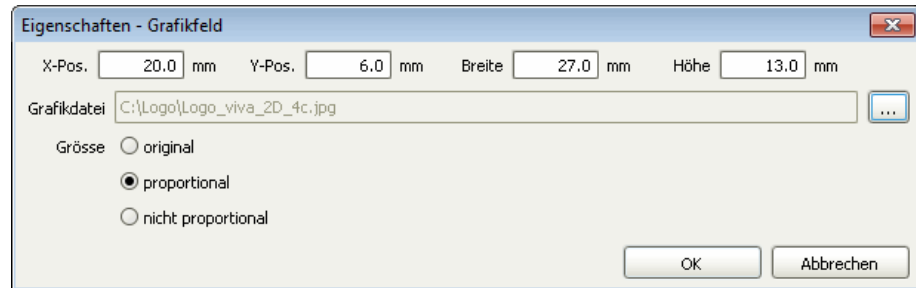 Eigenschaften - Grafikfeld
X-Pos. 20.0 mm Y-Pos. 6.0 mm Breite 27.0 mm Höhe 13.0 mm
Grafikdatei C:\Logo\Logo_viva_2D_4c.jpg ...
Grösse original
proportional
nicht proportional
OK Abbrechen